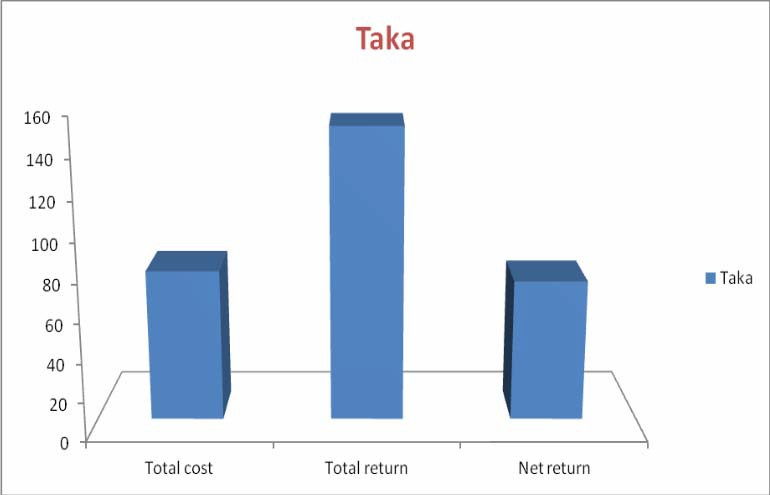 Taka
160
140
120
100
80
60
40
20
0
Taka
Total cost
Total return
Net return